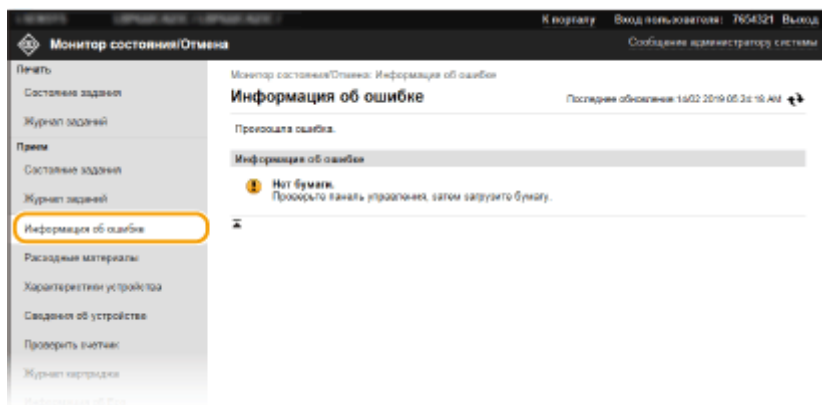 К порталу Вход пользователя: 7654321 Выход
Монитор состояния/Отмена
Сообщение администратору системы
Печать
Состояние задания
Журнал заданий
Прием
Состояние задания
Журнал заданий
Информация об ошибке
Расходные материалы
Характеристики устройства
Сведения об устройстве
Проверить счетчик
Журнал картриджа
Монитор состояния/Отмена: Информация об ошибке
Информация об ошибке
Последнее обновление: 14/02 2019 05:24:18 AM
Произошла ошибка.
Информация об ошибке
Нет бумаги.
Проверьте панель управления, затем загрузите бумагу.